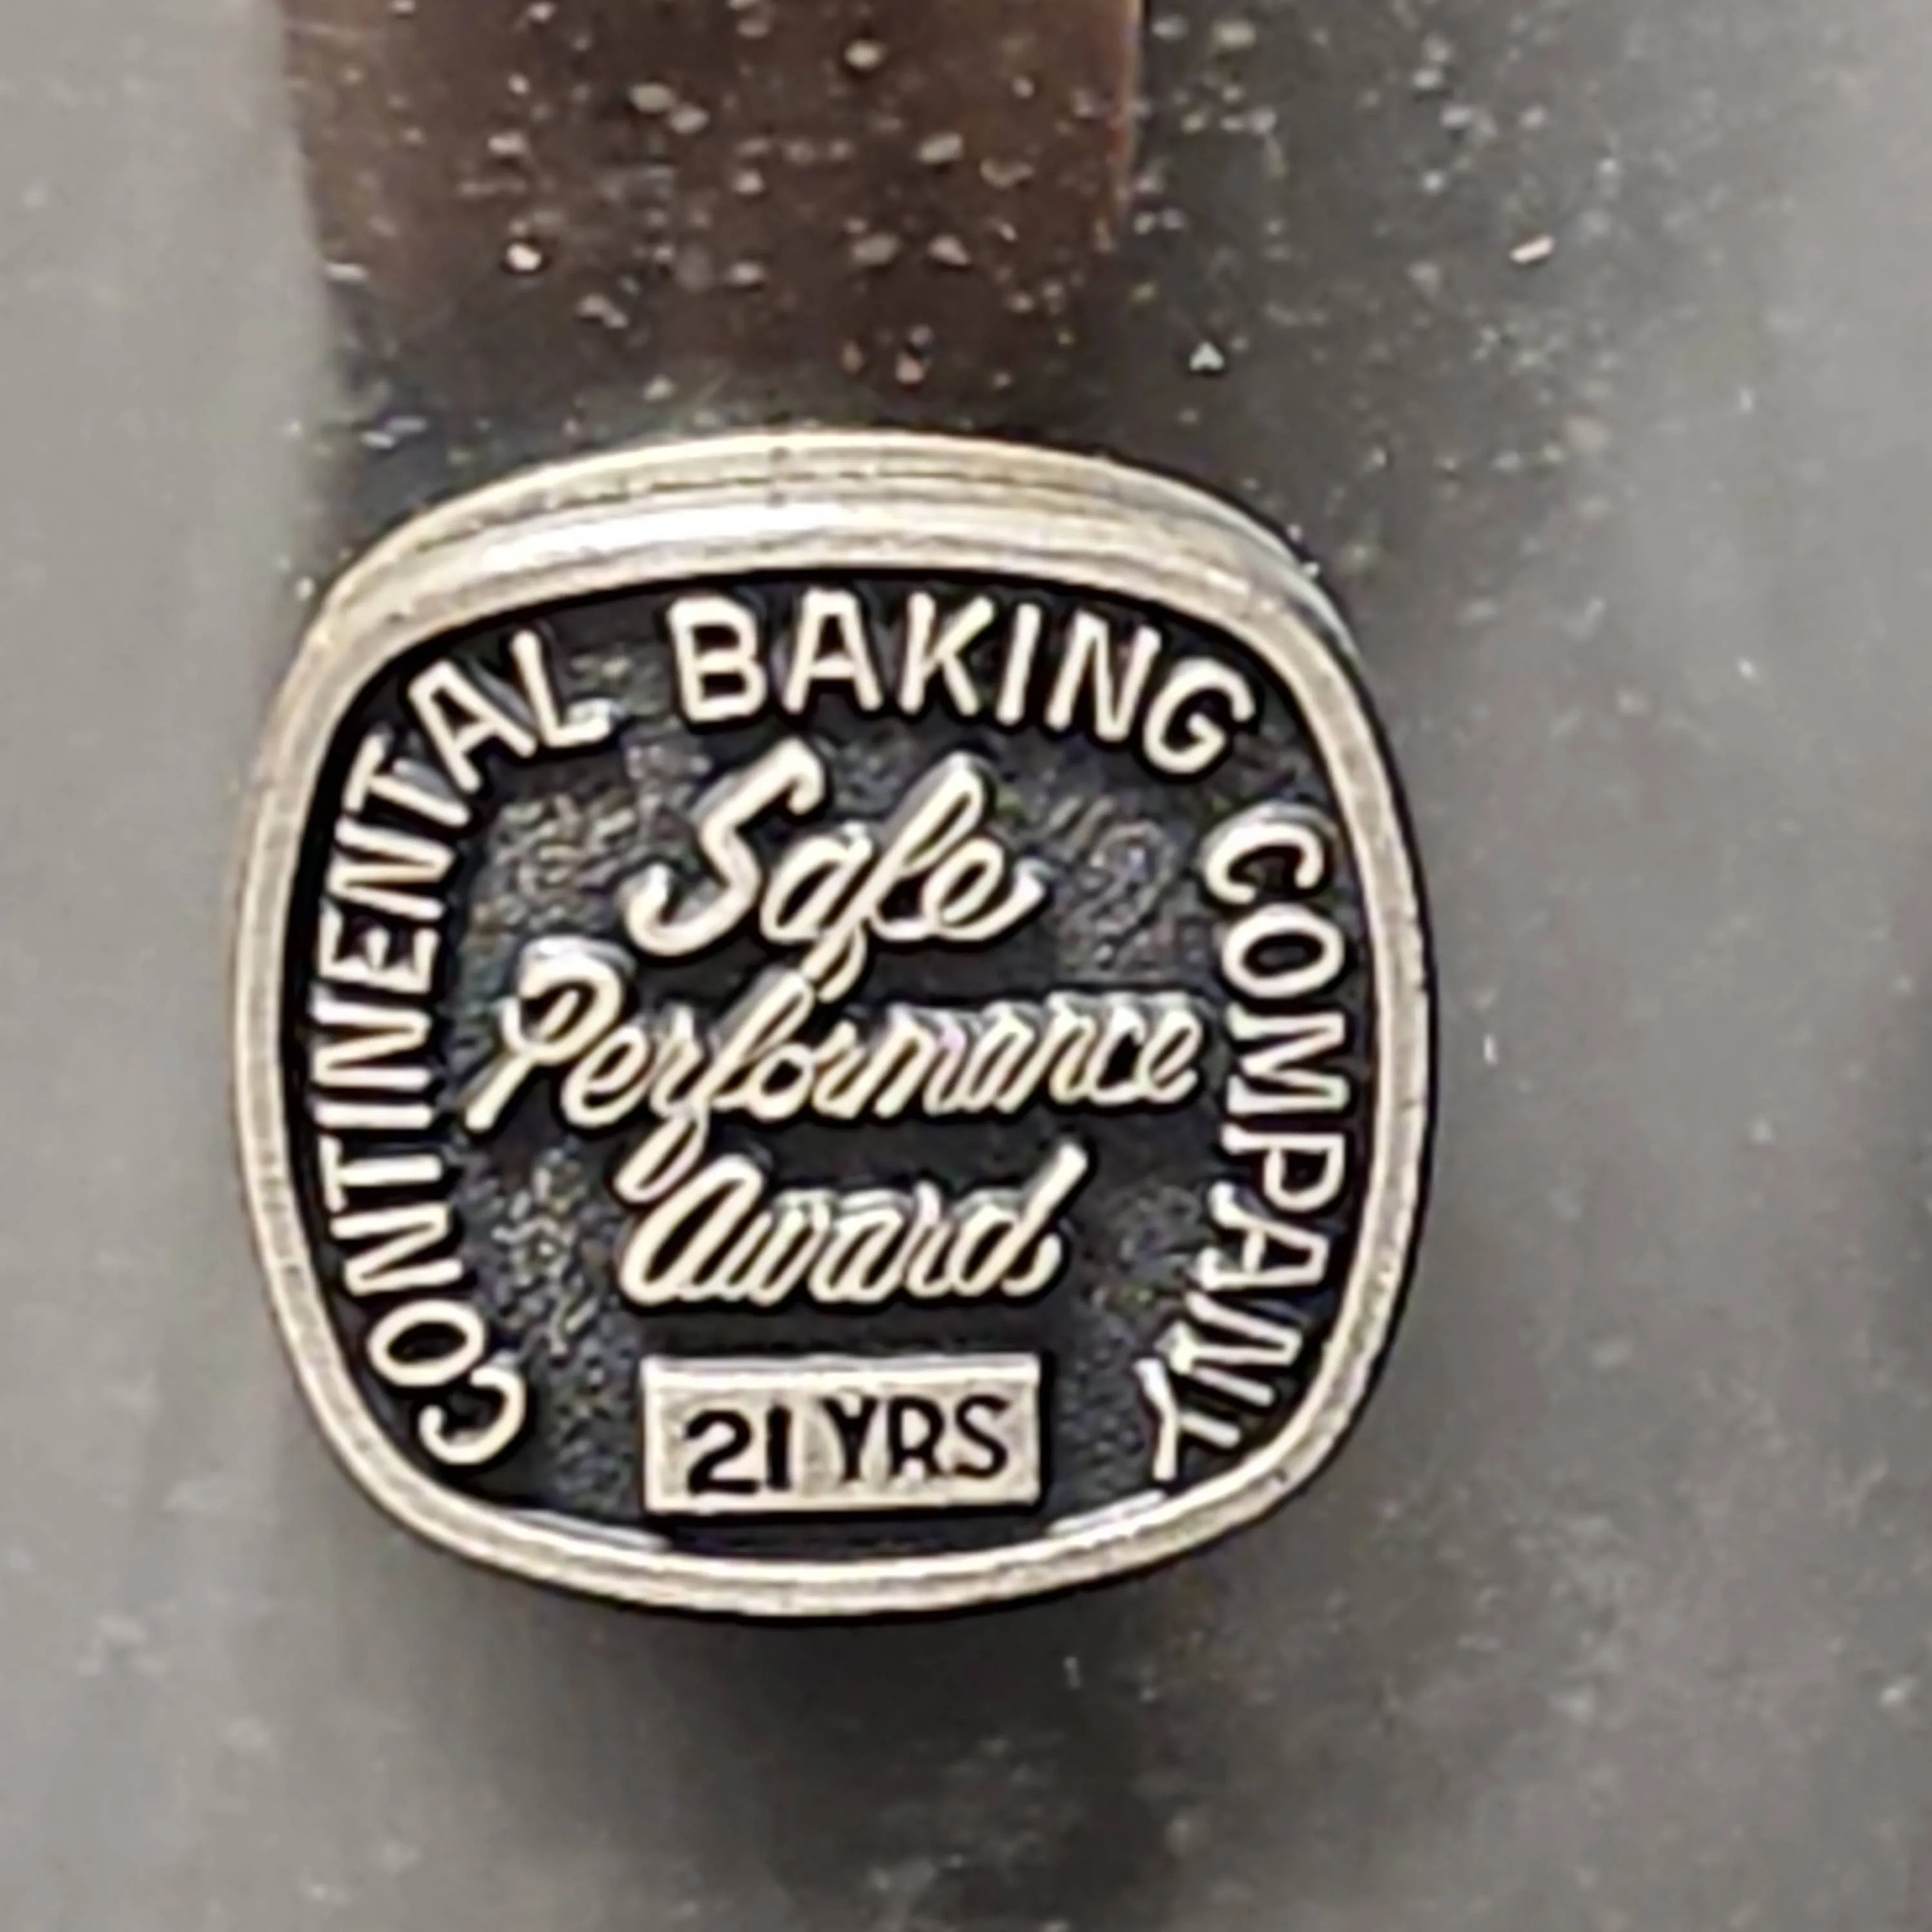 CONTINENTAL BAKING COMPANY
Safe
Performance
Award
21 YRS